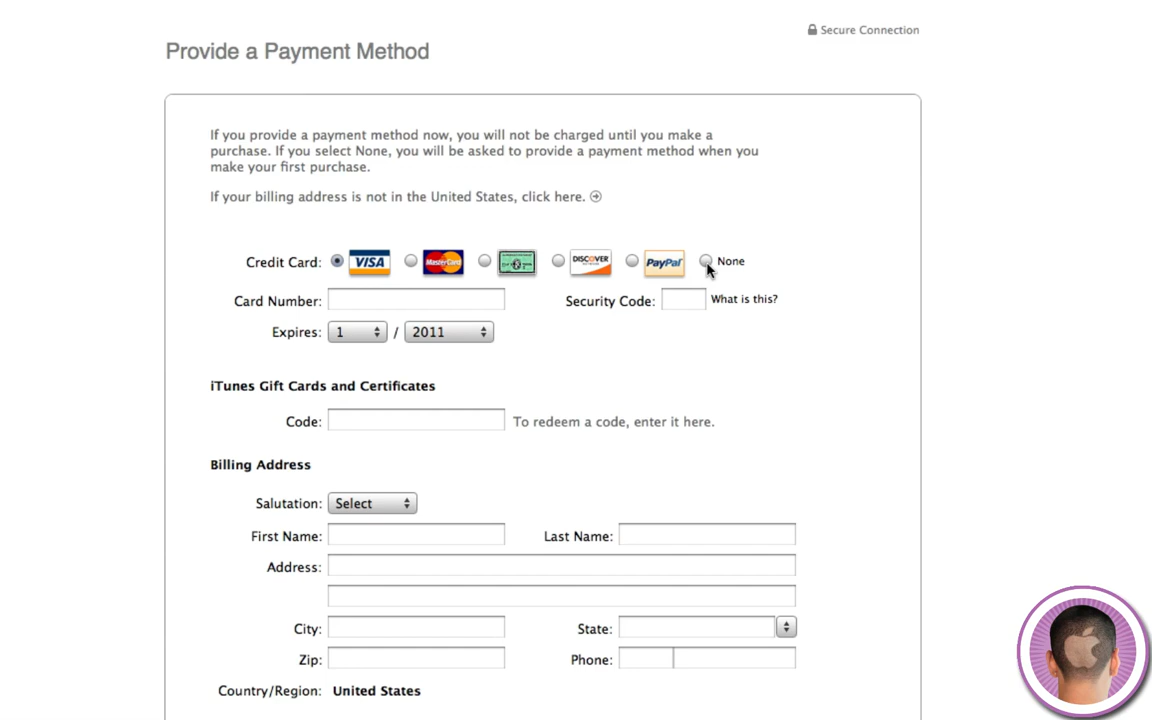 Secure Connection
Provide a Payment Method
If you provide a payment method now, you will not be charged until you make a
purchase. If you select None, you will be asked to provide a payment method when you
make your first purchase.
If your billing address is not in the United States, click here.
Credit Card: VISA MasterCard DISCOVER PayPal None
Card Number: Security Code: What is this?
Expires: 1 / 2011
iTunes Gift Cards and Certificates
Code: To redeem a code, enter it here.
Billing Address
Salutation: Select
First Name: Last Name:
Address:
City: State:
Zip: Phone:
Country/Region: United States